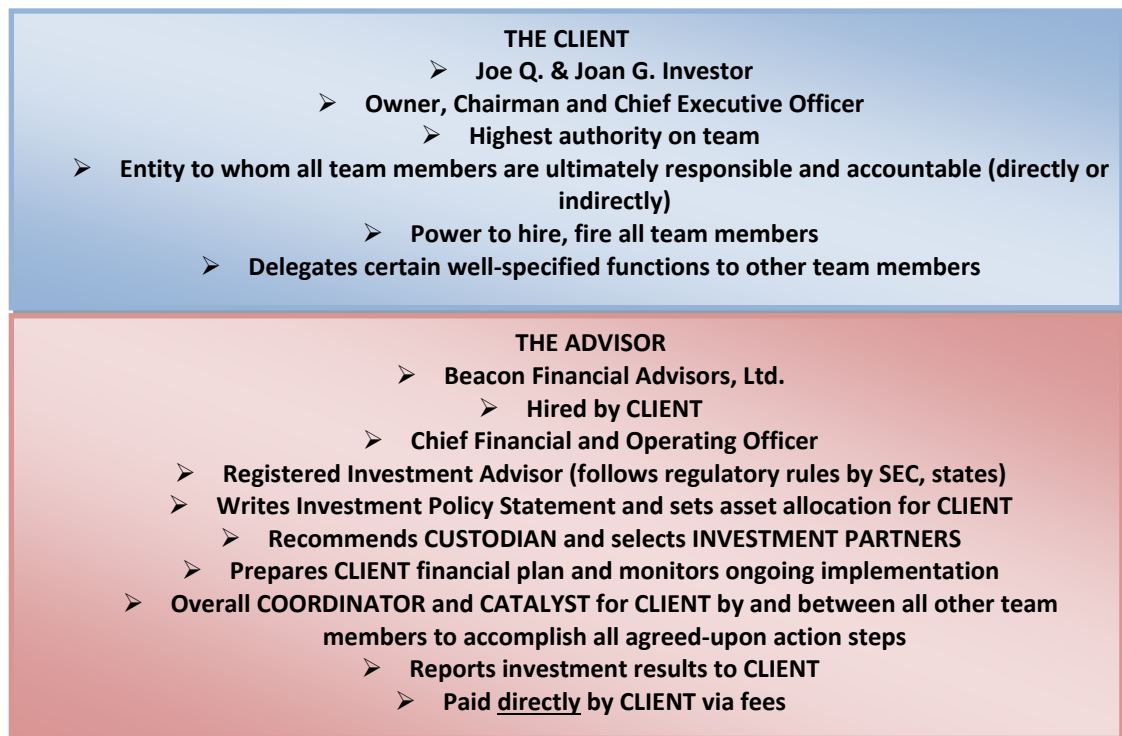 THE CLIENT
➢ Joe Q. & Joan G. Investor
➢ Owner, Chairman and Chief Executive Officer
➢ Highest authority on team
➢ Entity to whom all team members are ultimately responsible and accountable (directly or
indirectly)
➢ Power to hire, fire all team members
➢ Delegates certain well-specified functions to other team members
THE ADVISOR
➢ Beacon Financial Advisors, Ltd.
➢ Hired by CLIENT
➢ Chief Financial and Operating Officer
➢ Registered Investment Advisor (follows regulatory rules by SEC, states)
➢ Writes Investment Policy Statement and sets asset allocation for CLIENT
➢ Recommends CUSTODIAN and selects INVESTMENT PARTNERS
➢ Prepares CLIENT financial plan and monitors ongoing implementation
➢ Overall COORDINATOR and CATALYST for CLIENT by and between all other team
members to accomplish all agreed-upon action steps
➢ Reports investment results to CLIENT
➢ Paid directly by CLIENT via fees